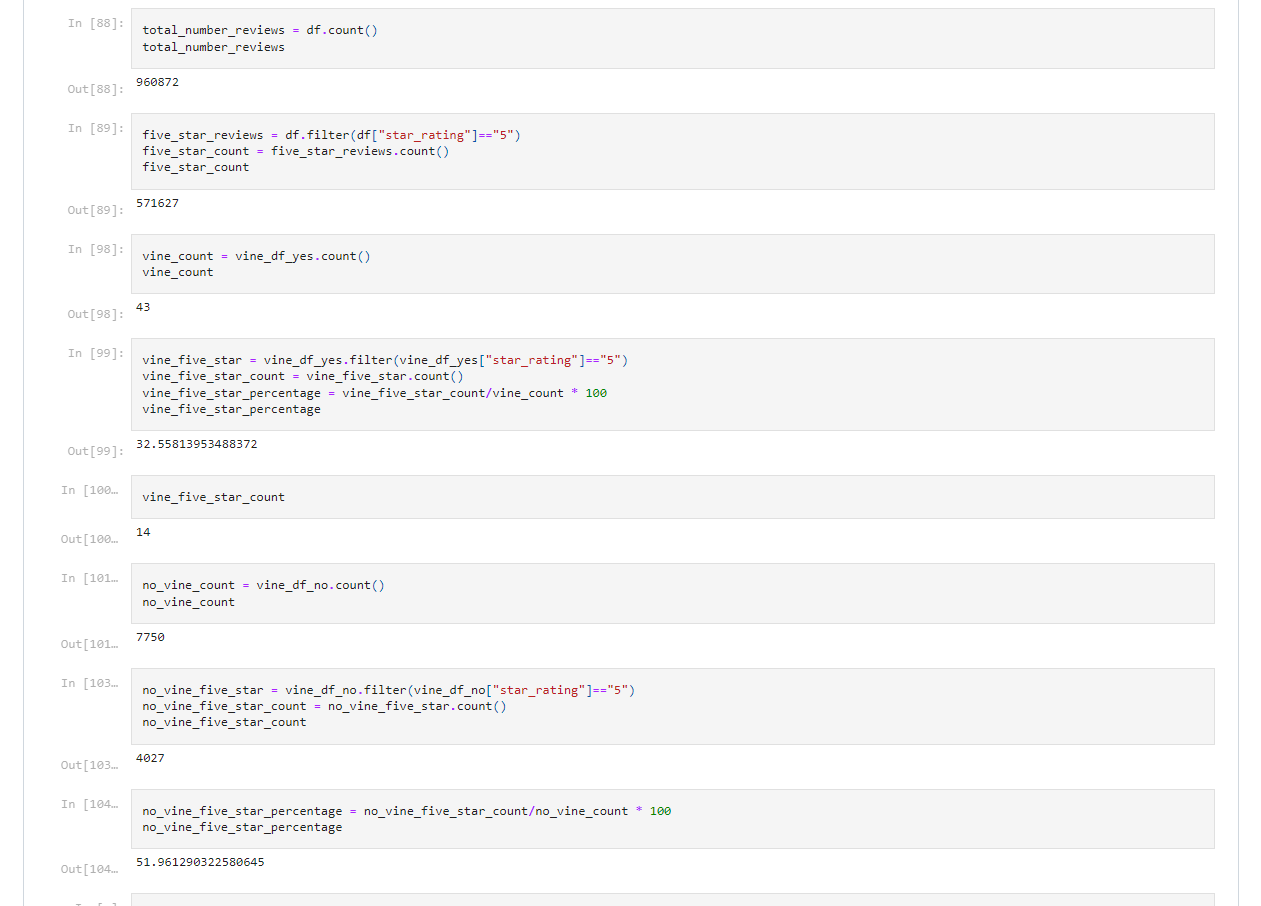 In [88]:
total_number_reviews = df.count()
total_number_reviews
Out[88]:
960872
In [89]:
five_star_reviews = df.filter(df["star_rating"]=="5")
five_star_count = five_star_reviews.count()
five_star_count
Out[89]:
571627
In [98]:
vine_count = vine_df_yes.count()
vine_count
Out[98]:
43
In [99]:
vine_five_star = vine_df_yes.filter(vine_df_yes["star_rating"]=="5")
vine_five_star_count = vine_five_star.count()
vine_five_star_percentage = vine_five_star_count/vine_count * 100
vine_five_star_percentage
Out[99]:
32.55813953488372
In [100…
vine_five_star_count
Out[100…
14
In [101…
no_vine_count = vine_df_no.count()
no_vine_count
Out[101…
7750
In [103…
no_vine_five_star = vine_df_no.filter(vine_df_no["star_rating"]=="5")
no_vine_five_star_count = no_vine_five_star.count()
no_vine_five_star_count
Out[103…
4027
In [104…
no_vine_five_star_percentage = no_vine_five_star_count/no_vine_count * 100
no_vine_five_star_percentage
Out[104…
51.961290322580645